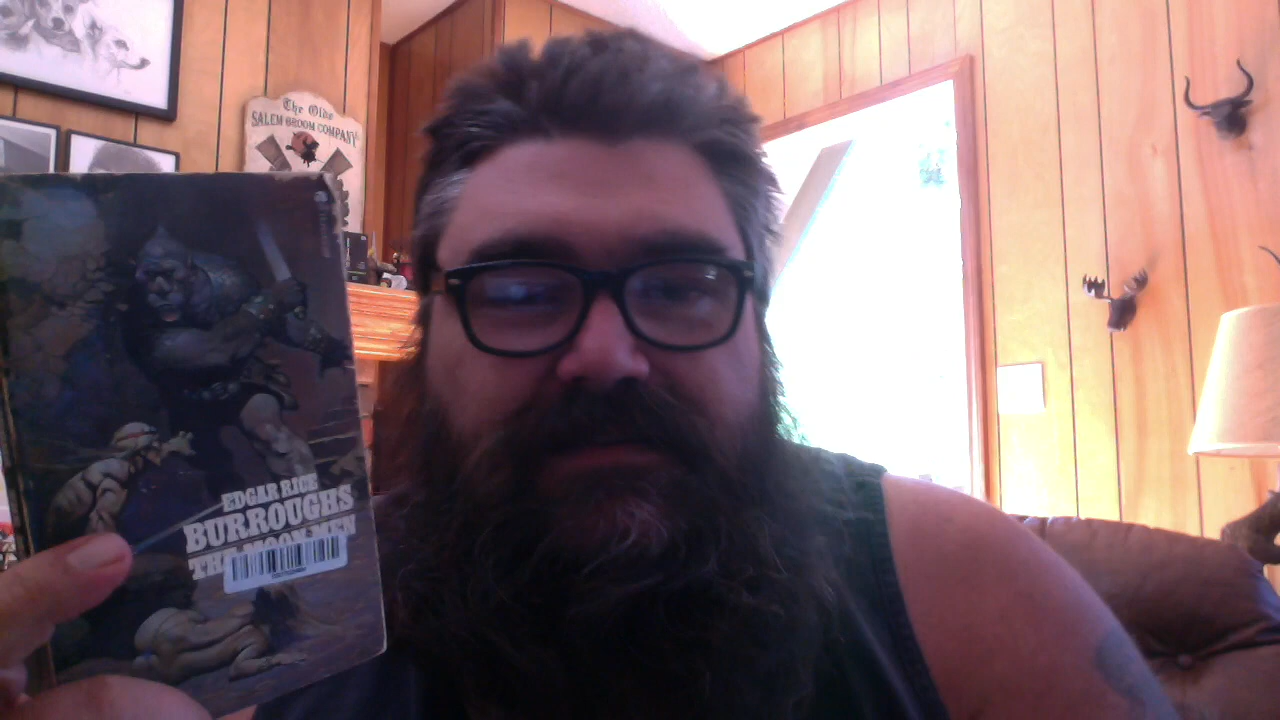 The Olde
SALEM BROOM COMPANY
EDGAR RICE
BURROUGHS
THE MOON MEN